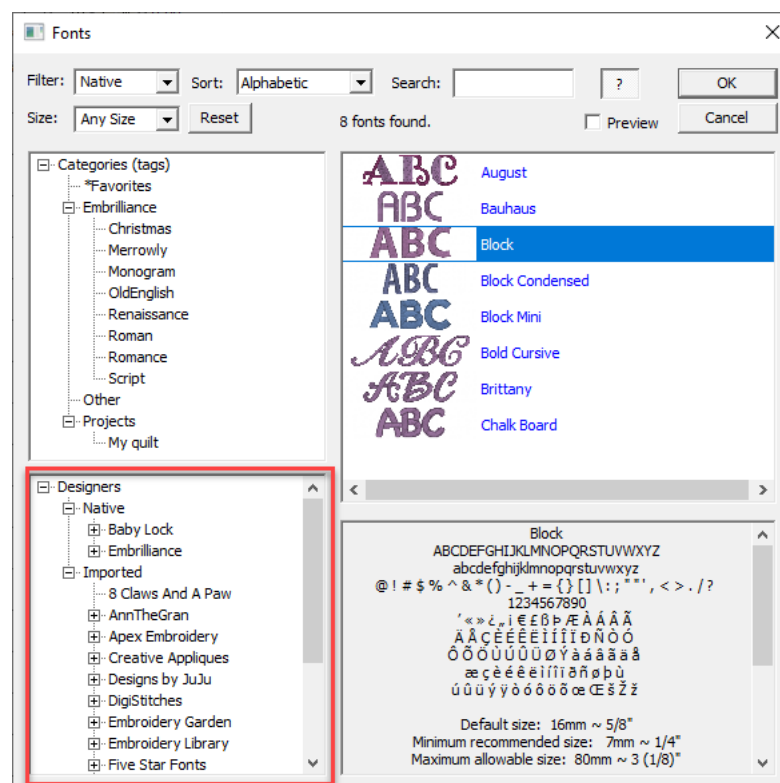 Fonts
Filter: Native Sort: Alphabetic Search: ? OK
Size: Any Size Reset 8 fonts found. Preview Cancel
Categories (tags)
*Favorites
Embrilliance
Christmas
Merrowly
Monogram
OldEnglish
Renaissance
Roman
Romance
Script
Other
Projects
My quilt
ABC August
ABC Bauhaus
ABC Block
ABC Block Condensed
ABC Block Mini
ABC Bold Cursive
ABC Brittany
ABC Chalk Board
Designers
Native
Baby Lock
Embrilliance
Imported
8 Claws And A Paw
AnnTheGran
Apex Embroidery
Creative Appliques
Designs by JuJu
DigiStitches
Embroidery Garden
Embroidery Library
Five Star Fonts
Block
ABCDEFGHIJKLMNOPQRSTUVWXYZ
abcdefghijklmnopqrstuvwxyz
@ ! # $ % ^ & * ( ) - _ + = { } [ ] \ : ; " " ' , < > . / ?
1234567890
´ « » ¿ „ ¡ € £ ß Þ Æ À Á Â Ã
Ä Å Ç È É Ê Ë Ì Í Î Ï Ð Ñ Ò Ó
Ô Õ Ö Ù Ú Û Ü Ø Ý à á â ã ä å
æ ç è é ê ë ì í î ï ð ñ ø þ ù
ú û ü ý ÿ ò ó ô ö õ œ Œ š Ž ž
Default size: 16mm ~ 5/8"
Minimum recommended size: 7mm ~ 1/4"
Maximum allowable size: 80mm ~ 3 (1/8)"